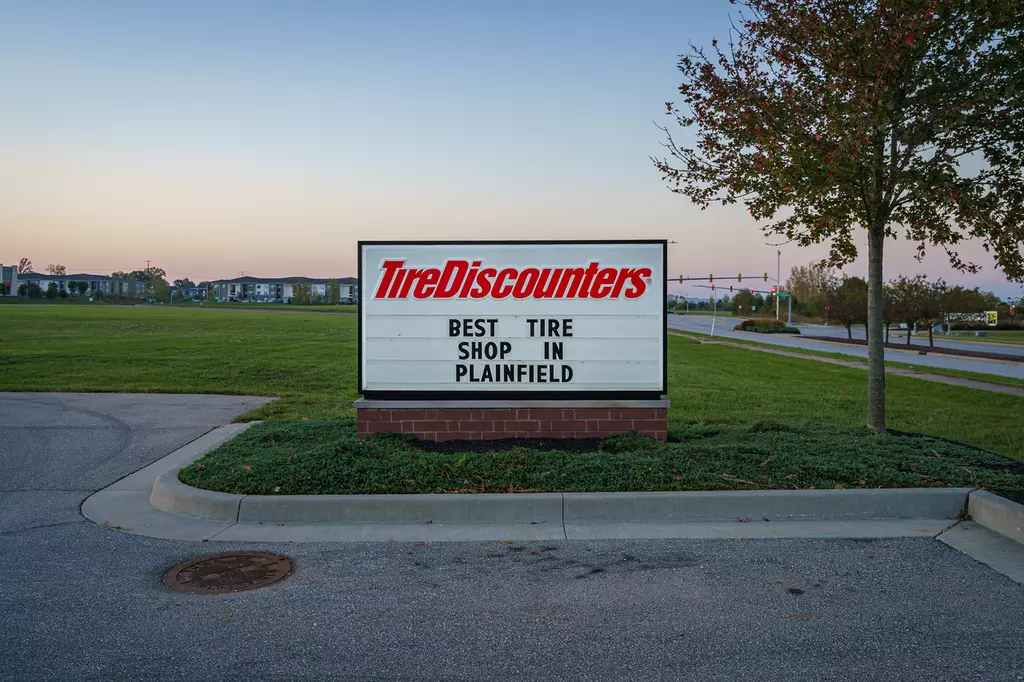 TireDiscounters®
BEST TIRE
SHOP IN
PLAINFIELD